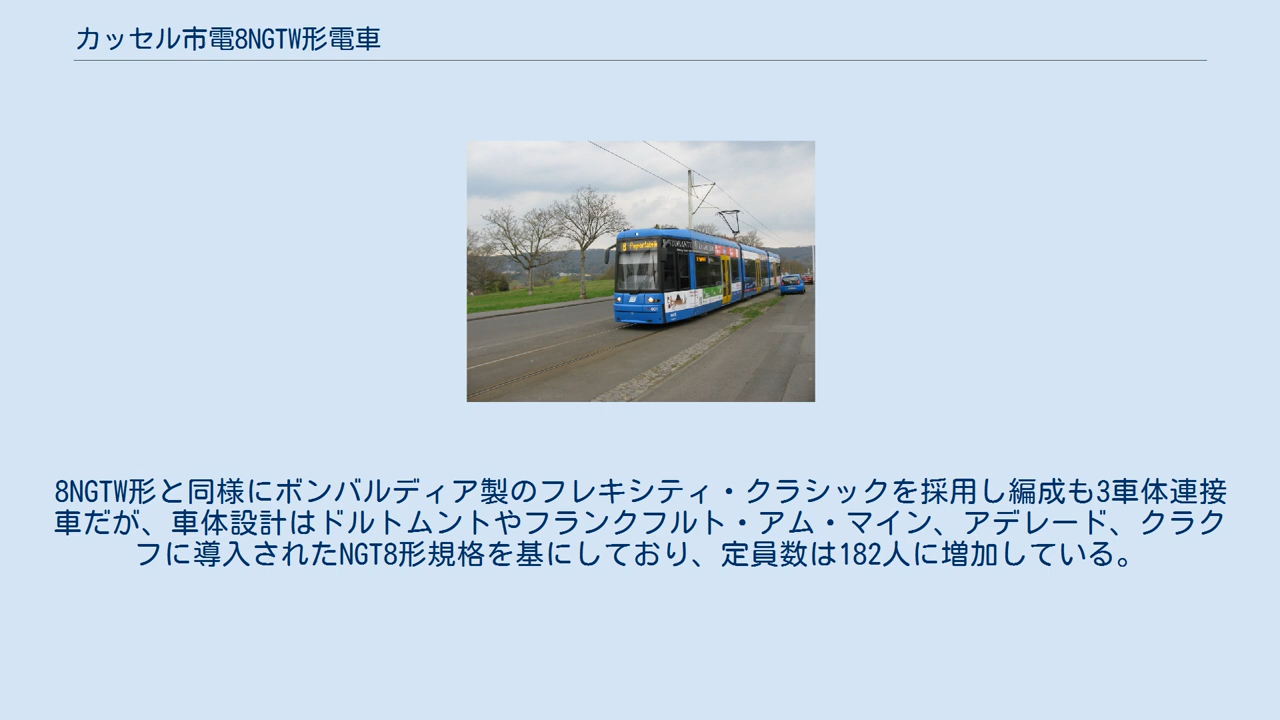 カッセル市電8NGTW形電車
8NGTW形と同様にボンバルディア製のフレキシティ・クラシックを採用し編成も3車体連接
車だが、車体設計はドルトムントやフランクフルト・アム・マイン、アデレード、クラク
フに導入されたNGT8形規格を基にしており、定員数は182人に増加している。